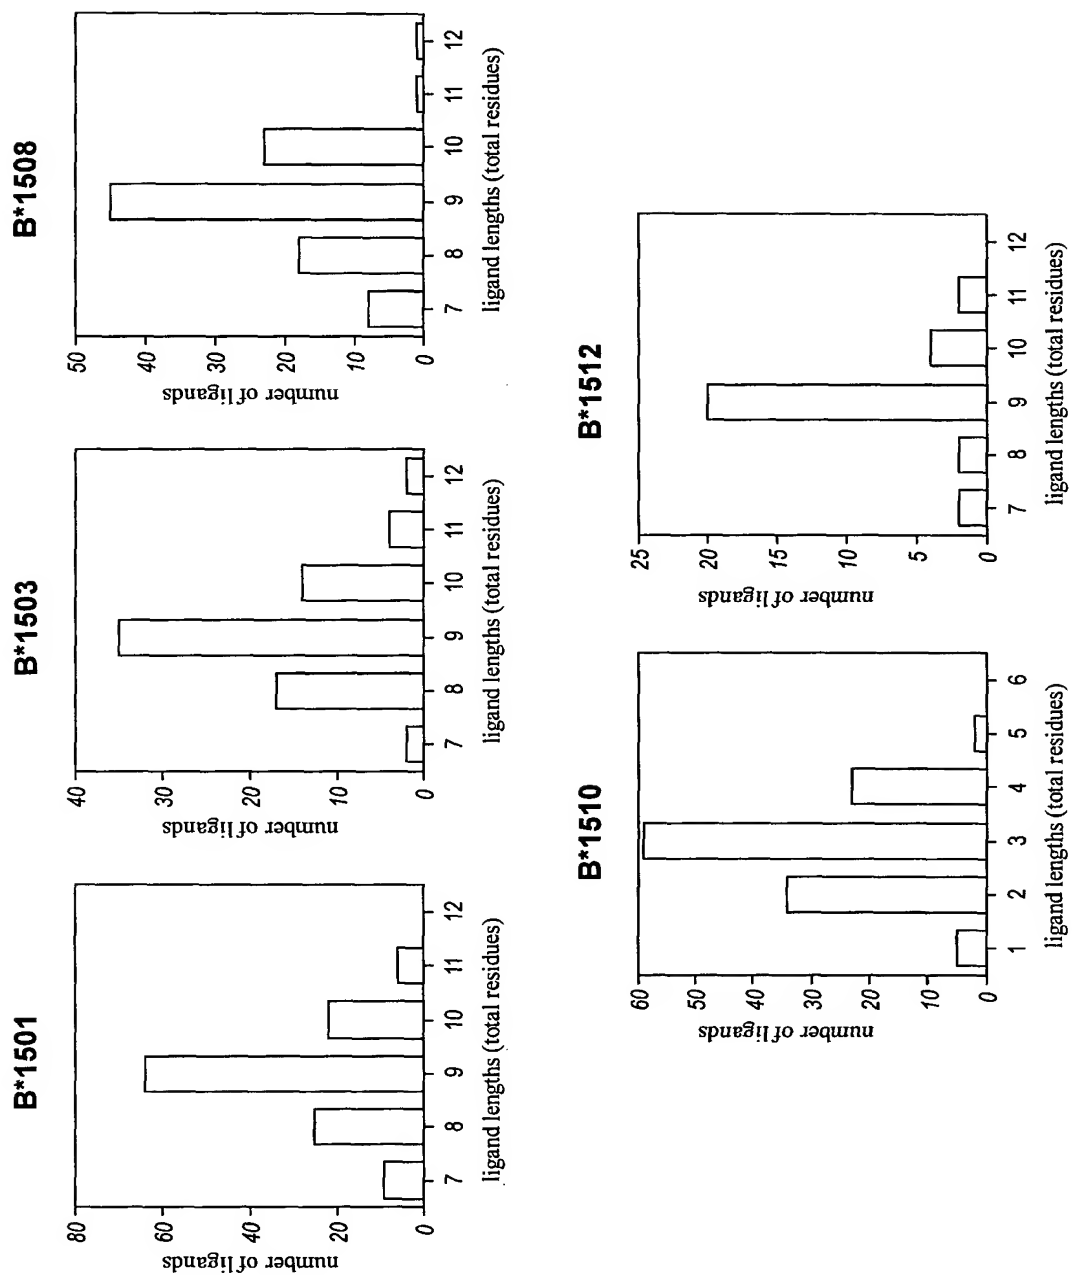 B*1501
number of ligands
80
60
40
20
0
7 8 9 10 11 12
ligand lengths (total residues)
B*1503
number of ligands
40
30
20
10
0
7 8 9 10 11 12
ligand lengths (total residues)
B*1508
number of ligands
50
40
30
20
10
0
7 8 9 10 11 12
ligand lengths (total residues)
B*1510
number of ligands
60
50
40
30
20
10
0
1 2 3 4 5 6
ligand lengths (total residues)
B*1512
number of ligands
25
20
15
10
5
0
7 8 9 10 11 12
ligand lengths (total residues)